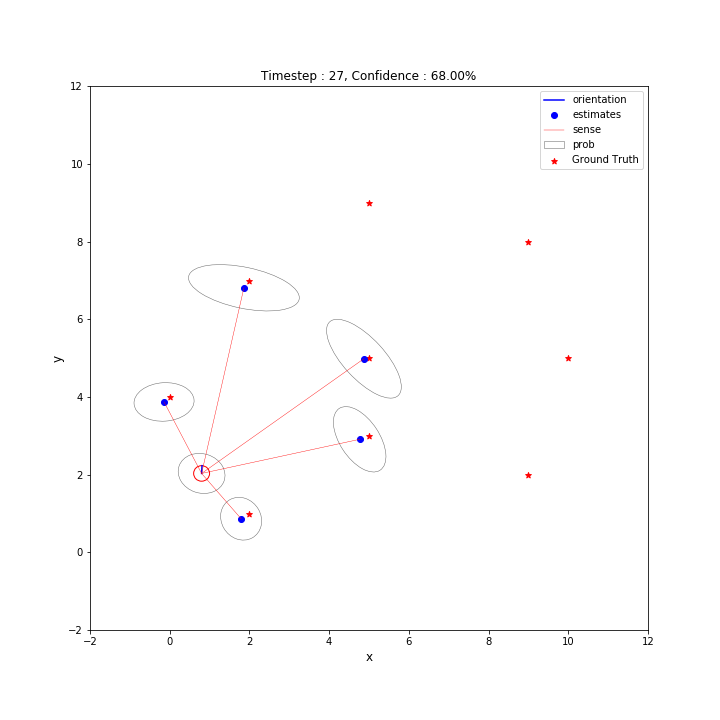 Timestep : 27, Confidence : 68.00%
orientation
estimates
sense
prob
Ground Truth
12
10
8
6
4
2
0
−2
y
−2 0 2 4 6 8 10 12
x